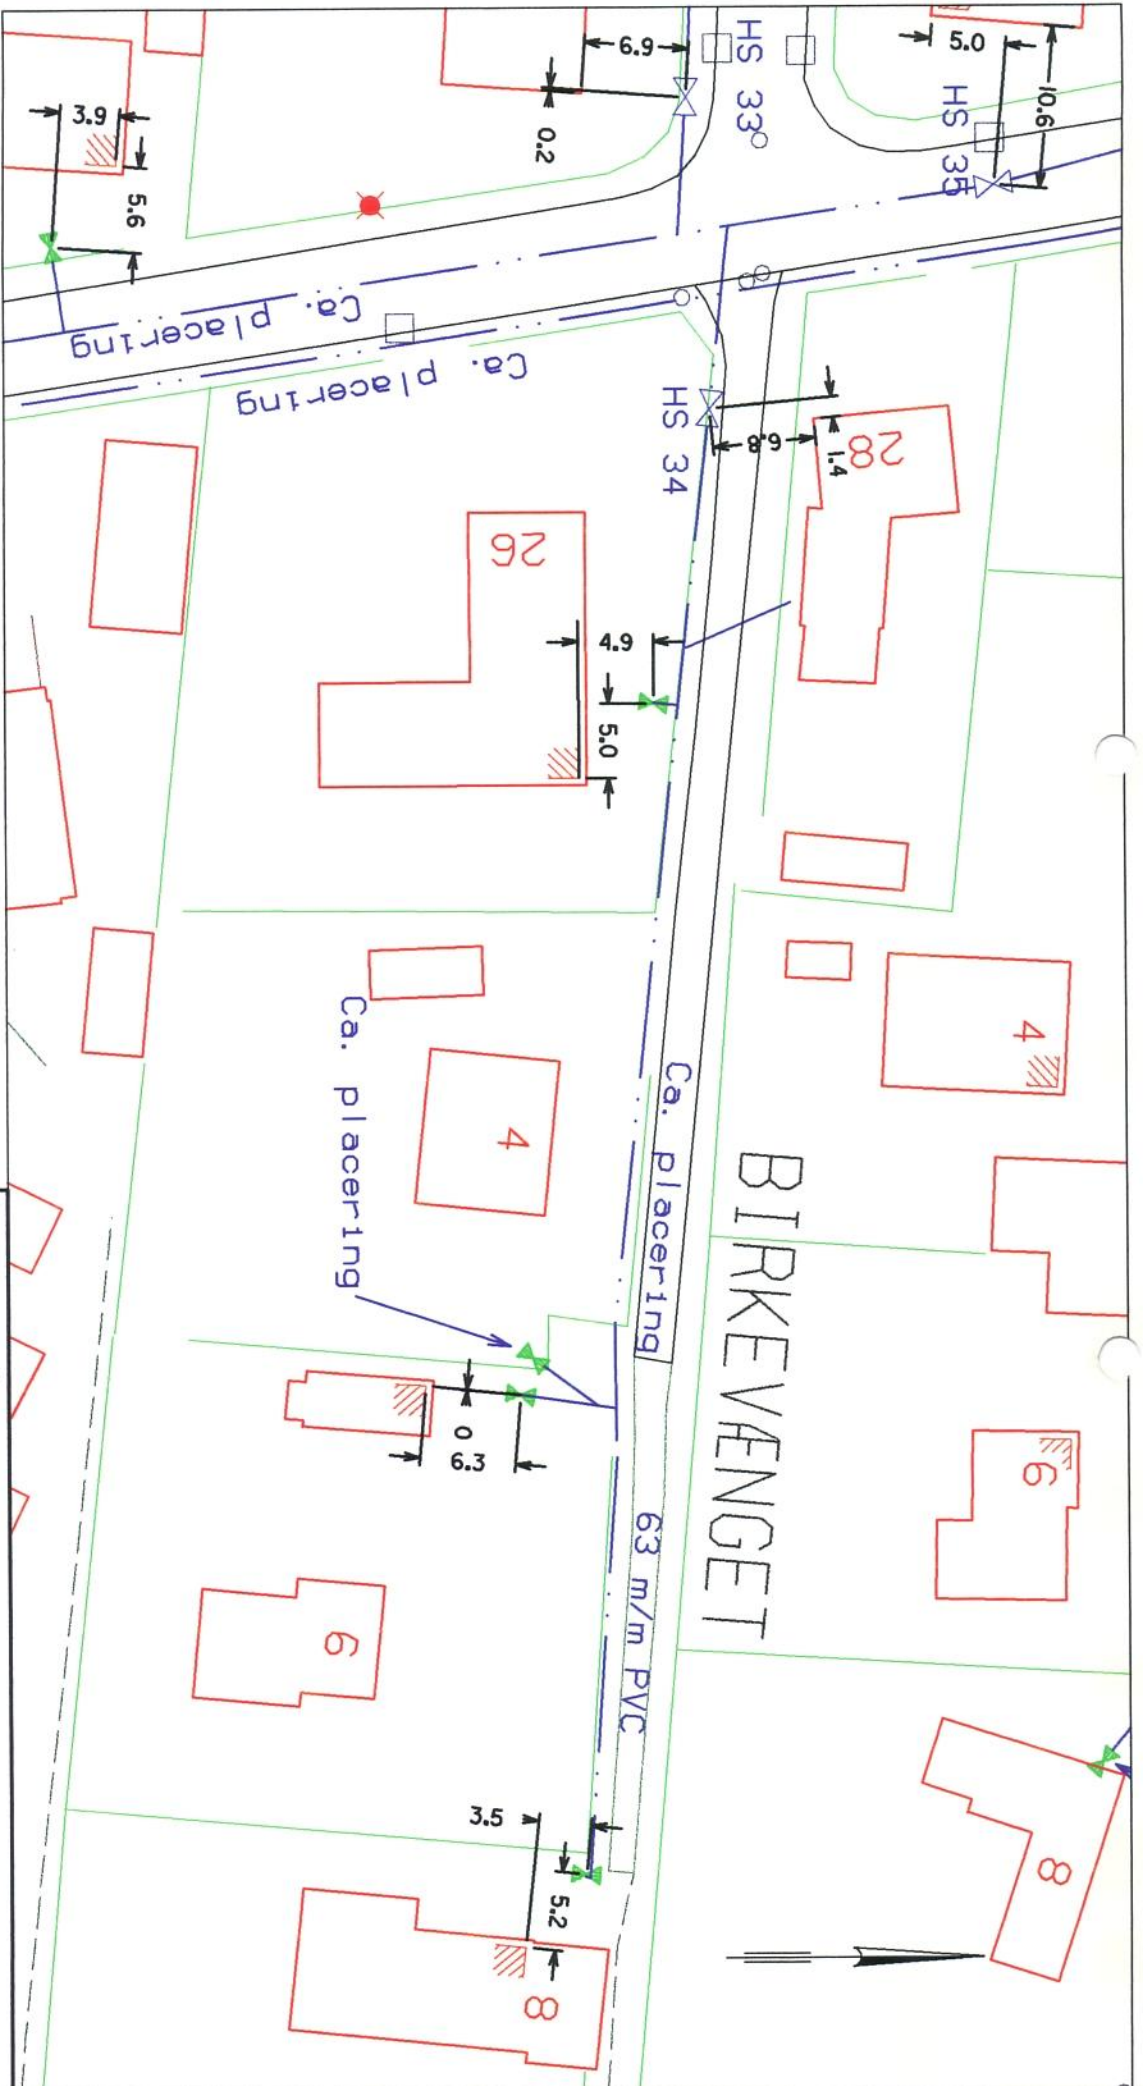 6.9
HS 33
5.0
10.6
HS 35
3.9
0.2
5.6
Ca. placering
Ca. placering
HS 34
6.8
1.4
28
26
4.9
5.0
4
4
Ca. placering
Ca. placering
BIRKEVÆNGET
0
6.3
6
63 m/m PVC
6
3.5
5.2
8
8